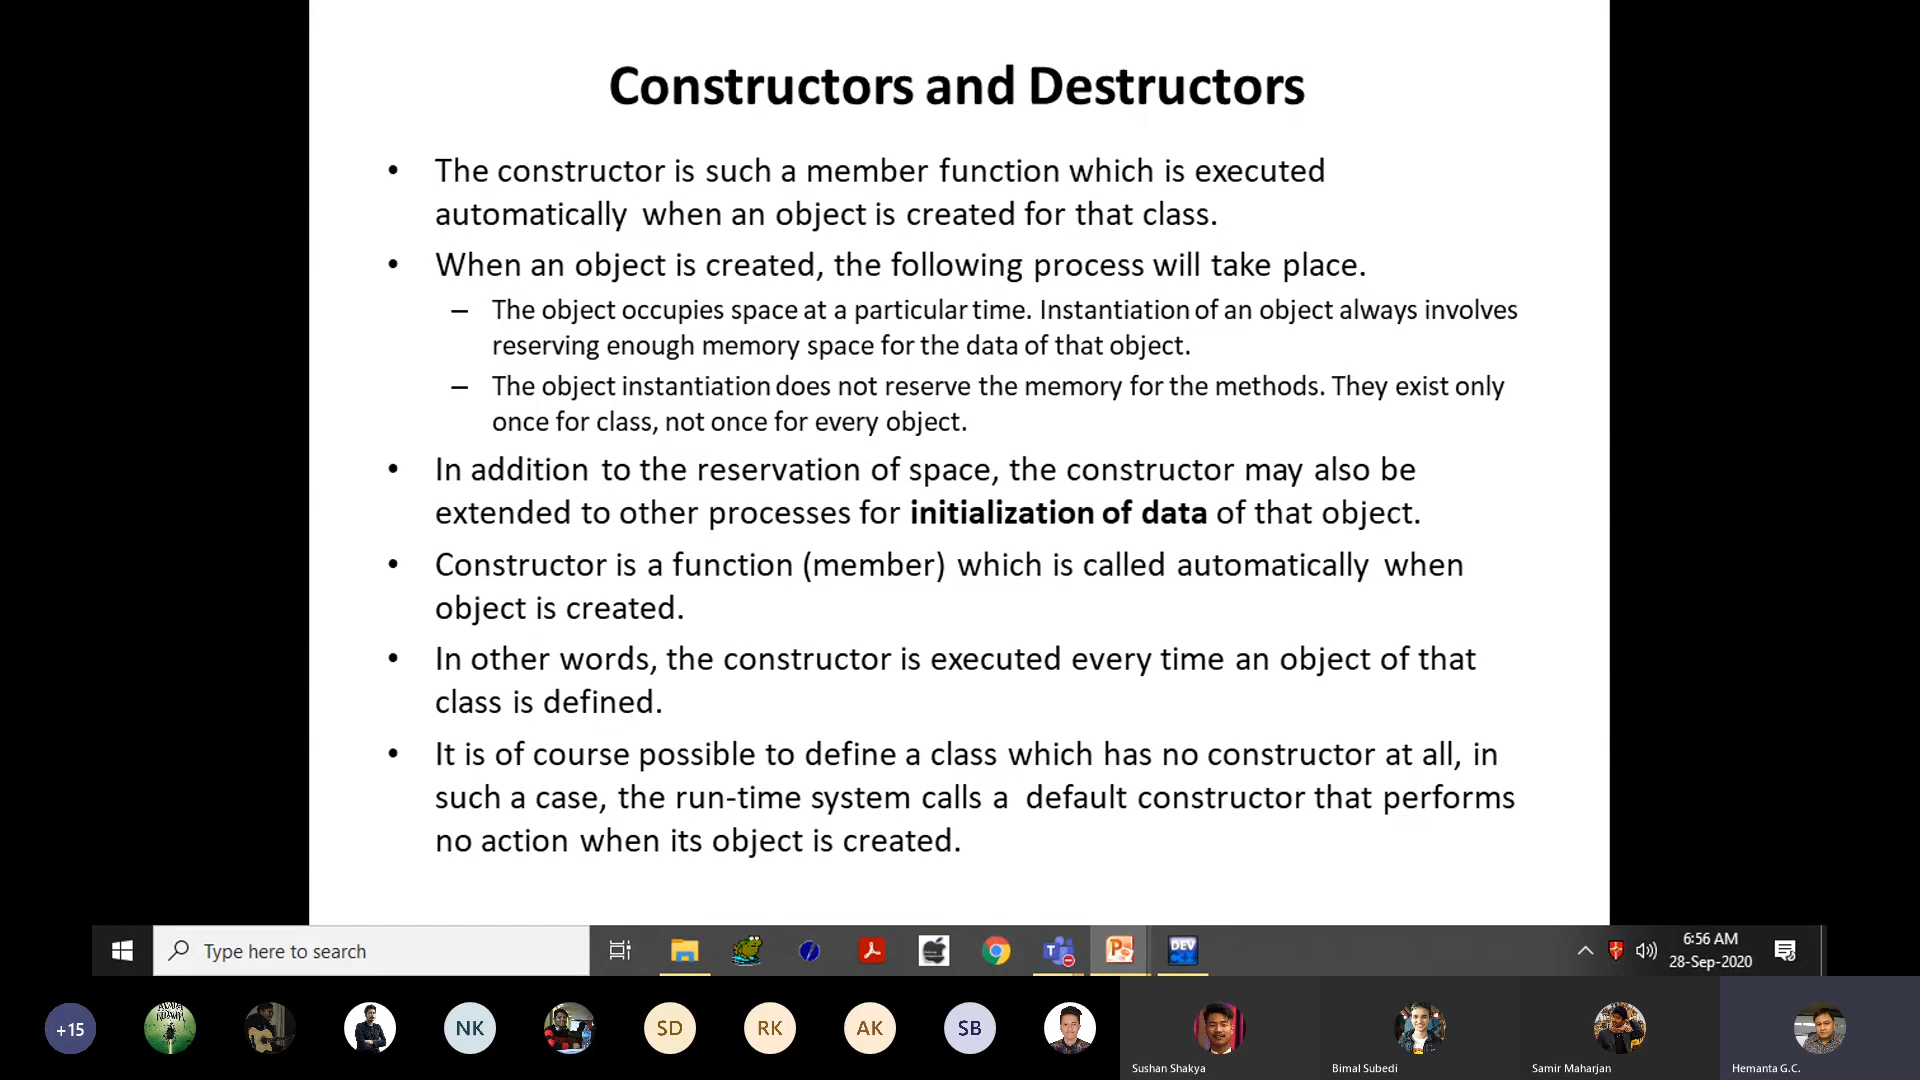 Constructors and Destructors
• The constructor is such a member function which is executed
automatically when an object is created for that class.
• When an object is created, the following process will take place.
– The object occupies space at a particular time. Instantiation of an object always involves
reserving enough memory space for the data of that object.
– The object instantiation does not reserve the memory for the methods. They exist only
once for class, not once for every object.
• In addition to the reservation of space, the constructor may also be
extended to other processes for initialization of data of that object.
• Constructor is a function (member) which is called automatically when
object is created.
• In other words, the constructor is executed every time an object of that
class is defined.
• It is of course possible to define a class which has no constructor at all, in
such a case, the run-time system calls a default constructor that performs
no action when its object is created.
Type here to search
DEV
C++
6:56 AM
28-Sep-2020
+15
NK
SD
RK
AK
SB
Sushan Shakya
Bimal Subedi
Samir Maharjan
Hemanta G.C.